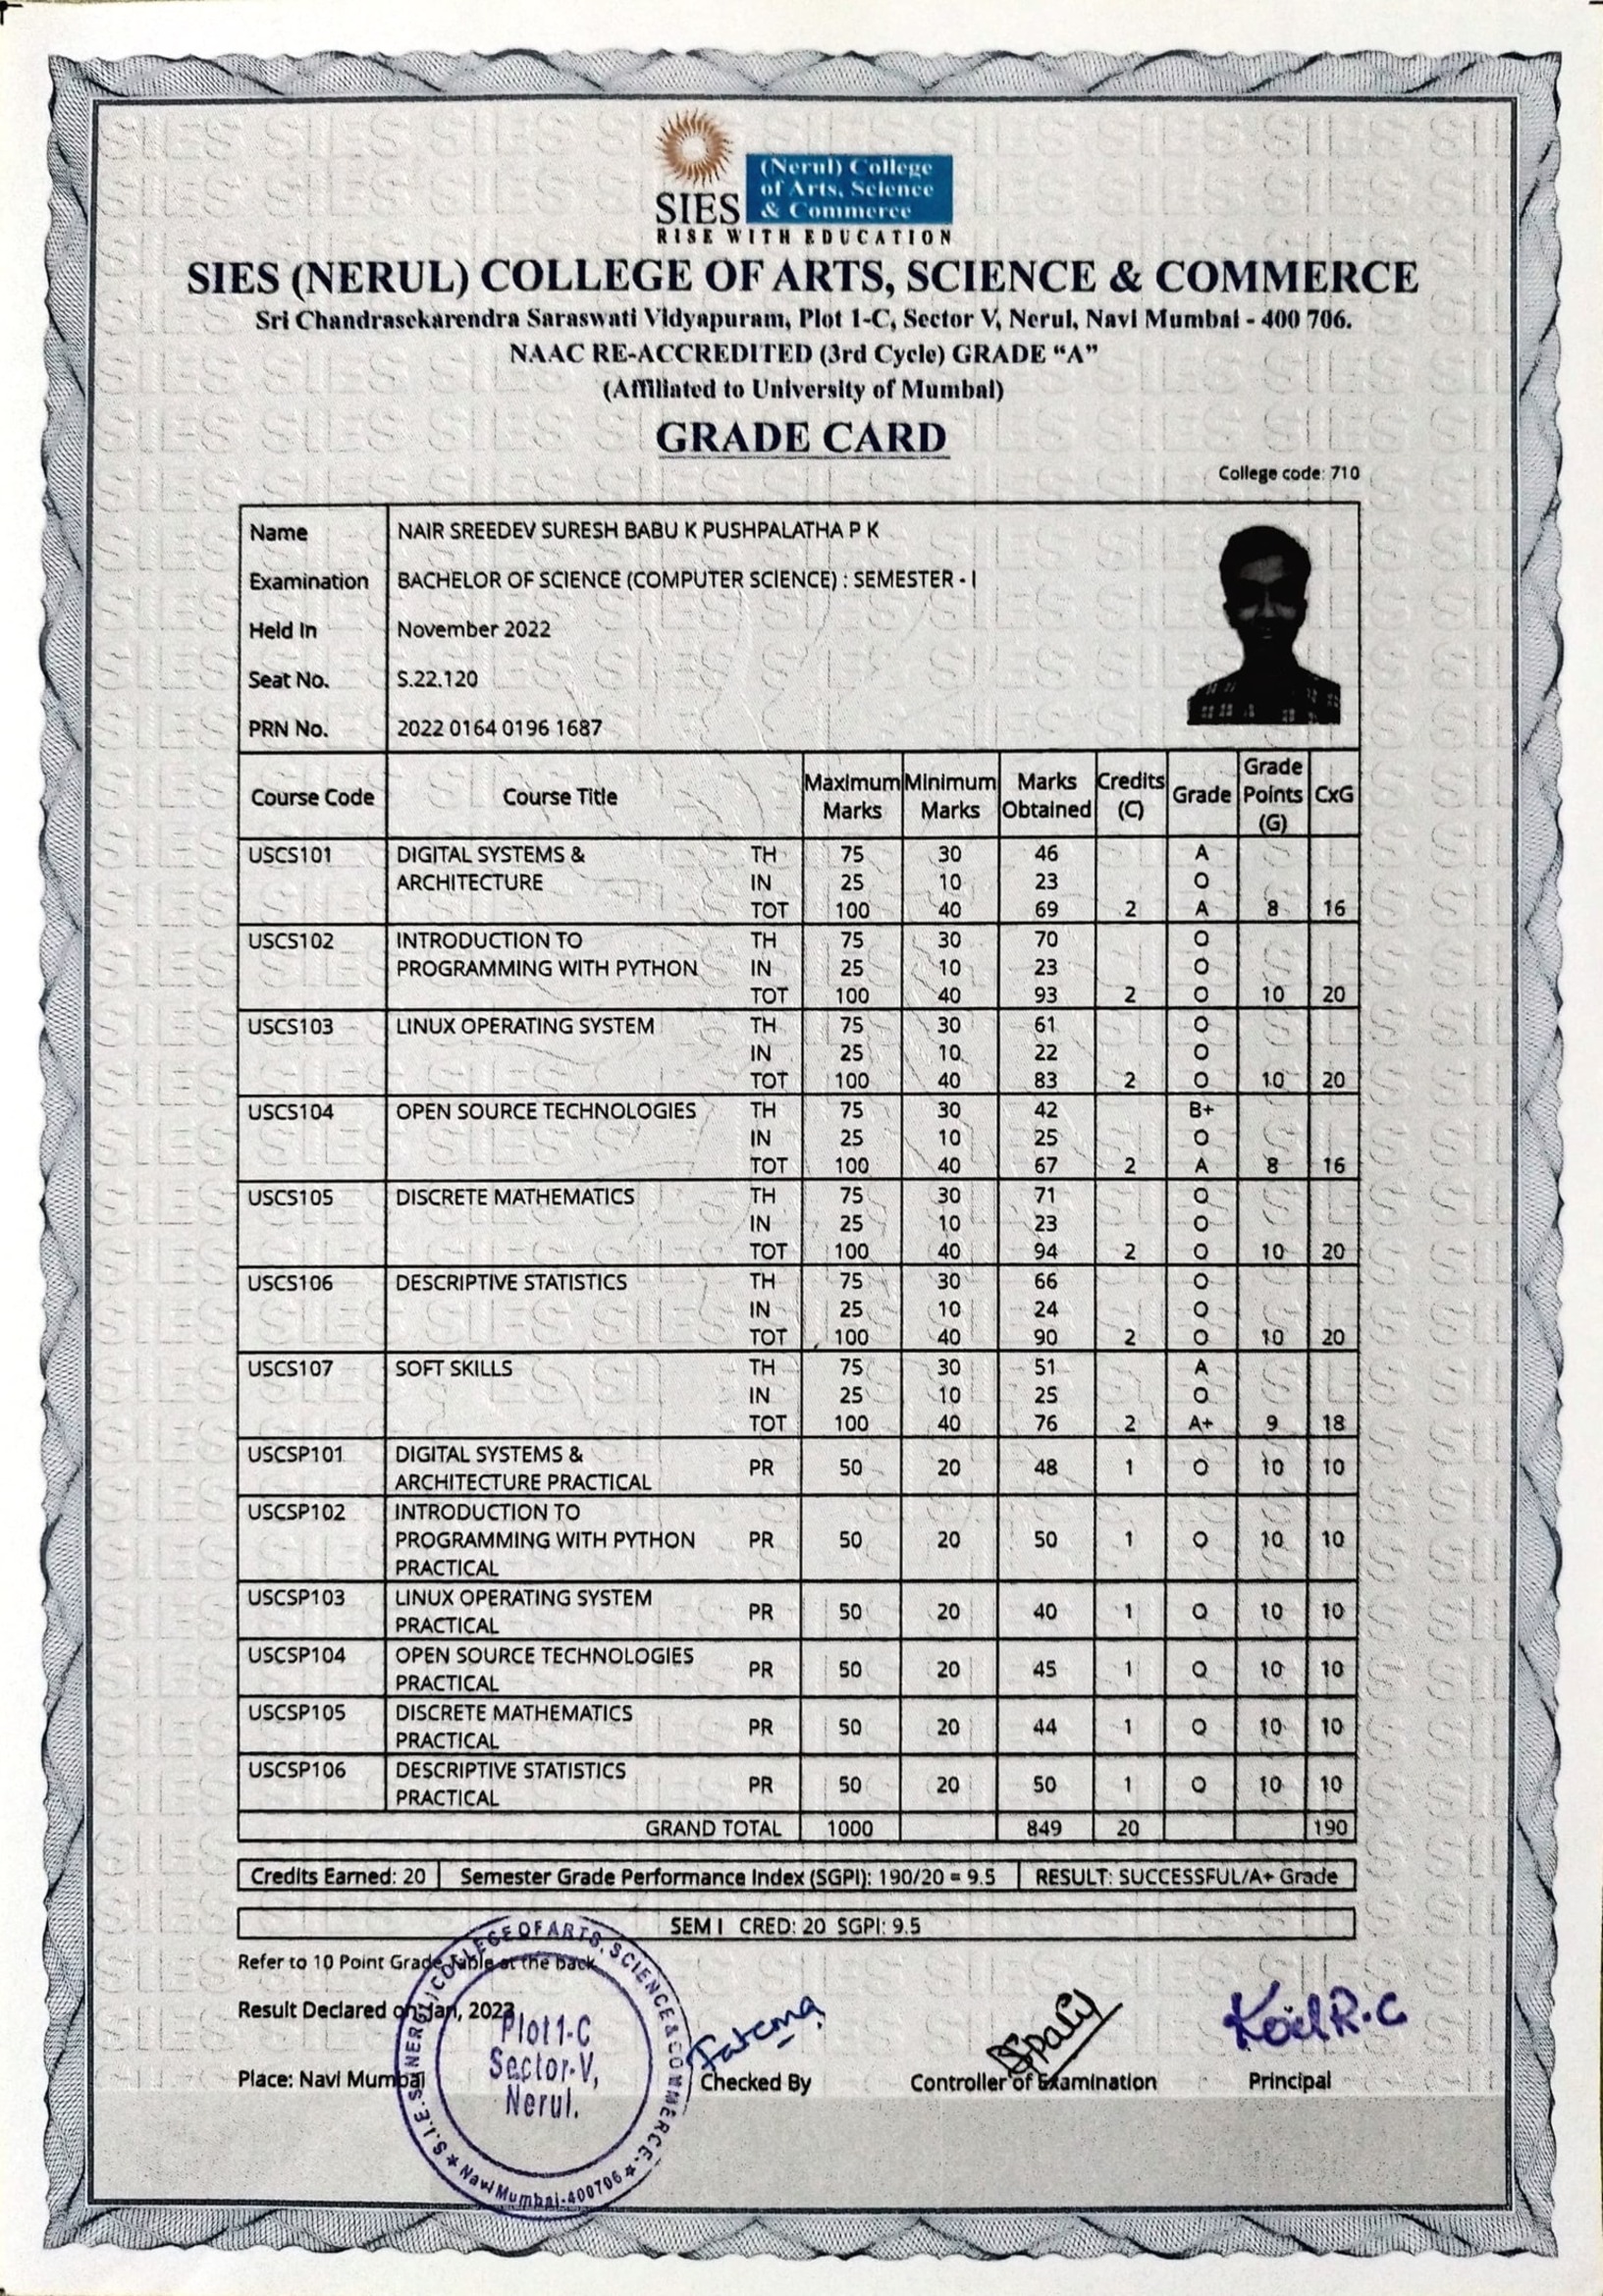 (Nerul) College
of Arts, Science
& Commerce
SIES
RISE WITH EDUCATION
SIES (NERUL) COLLEGE OF ARTS, SCIENCE & COMMERCE
Sri Chandrasekarendra Saraswati Vidyapuram, Plot 1-C, Sector V, Nerul, Navi Mumbai - 400 706.
NAAC RE-ACCREDITED (3rd Cycle) GRADE “A”
(Affiliated to University of Mumbai)
GRADE CARD
College code: 710
Name NAIR SREEDEV SURESH BABU K PUSHPALATHA P K
Examination BACHELOR OF SCIENCE (COMPUTER SCIENCE) : SEMESTER - I
Held In November 2022
Seat No. S.22.120
PRN No. 2022 0164 0196 1687
Course Code Course Title Maximum Marks Minimum Marks Marks Obtained Credits (C) Grade Grade Points (G) CxG
USCS101 DIGITAL SYSTEMS & TH 75 30 46 A
ARCHITECTURE IN 25 10 23 O
TOT 100 40 69 2 A 8 16
USCS102 INTRODUCTION TO TH 75 30 70 O
PROGRAMMING WITH PYTHON IN 25 10 23 O
TOT 100 40 93 2 O 10 20
USCS103 LINUX OPERATING SYSTEM TH 75 30 61 O
IN 25 10 22 O
TOT 100 40 83 2 O 10 20
USCS104 OPEN SOURCE TECHNOLOGIES TH 75 30 42 B+
IN 25 10 25 O
TOT 100 40 67 2 A 8 16
USCS105 DISCRETE MATHEMATICS TH 75 30 71 O
IN 25 10 23 O
TOT 100 40 94 2 O 10 20
USCS106 DESCRIPTIVE STATISTICS TH 75 30 66 O
IN 25 10 24 O
TOT 100 40 90 2 O 10 20
USCS107 SOFT SKILLS TH 75 30 51 A
IN 25 10 25 O
TOT 100 40 76 2 A+ 9 18
USCSP101 DIGITAL SYSTEMS &
ARCHITECTURE PRACTICAL PR 50 20 48 1 O 10 10
USCSP102 INTRODUCTION TO
PROGRAMMING WITH PYTHON PR 50 20 50 1 O 10 10
PRACTICAL
USCSP103 LINUX OPERATING SYSTEM
PRACTICAL PR 50 20 40 1 O 10 10
USCSP104 OPEN SOURCE TECHNOLOGIES
PRACTICAL PR 50 20 45 1 O 10 10
USCSP105 DISCRETE MATHEMATICS
PRACTICAL PR 50 20 44 1 O 10 10
USCSP106 DESCRIPTIVE STATISTICS
PRACTICAL PR 50 20 50 1 O 10 10
GRAND TOTAL 1000 849 20 190
Credits Earned: 20 Semester Grade Performance Index (SGPI): 190/20 = 9.5 RESULT: SUCCESSFUL/A+ Grade
SEM I CRED: 20 SGPI: 9.5
Refer to 10 Point Grade Table at the back
Result Declared on Jan, 2023
Place: Navi Mumbai
S.I.E.S (NERUL) COLLEGE OF ARTS, SCIENCE & COMMERCE.
Plot 1-C
Sector-V,
Nerul.
Navi Mumbai-400706
Fatema
Checked By
Controller of Examination
Koel R.C
Principal